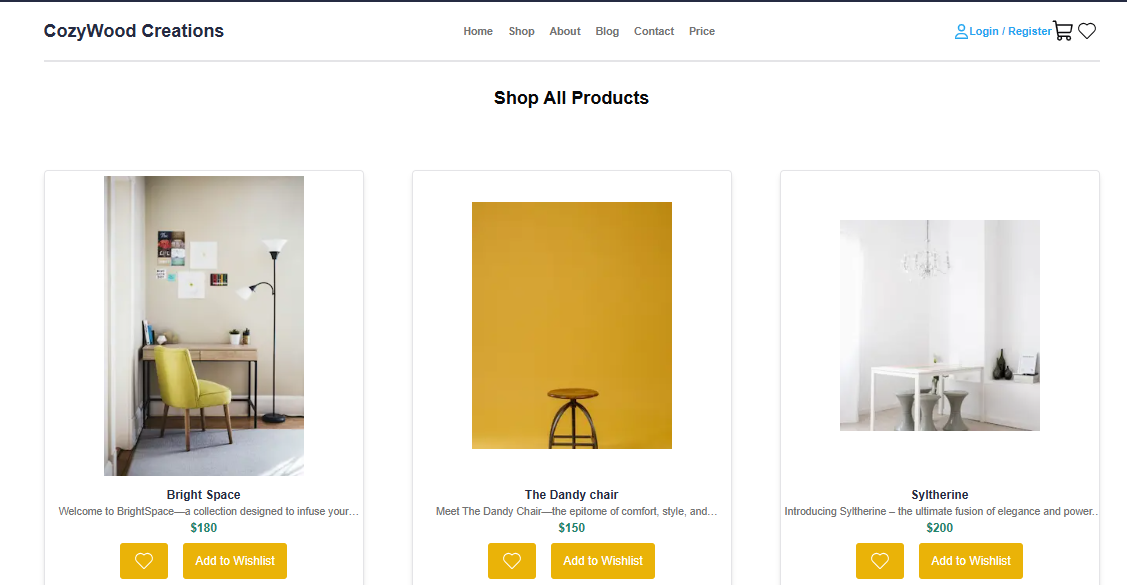 CozyWood Creations
Home Shop About Blog Contact Price
Login / Register
Shop All Products
Bright Space
Welcome to BrightSpace—a collection designed to infuse your…
$180
Add to Wishlist
The Dandy chair
Meet The Dandy Chair—the epitome of comfort, style, and…
$150
Add to Wishlist
Syltherine
Introducing Syltherine – the ultimate fusion of elegance and power..
$200
Add to Wishlist